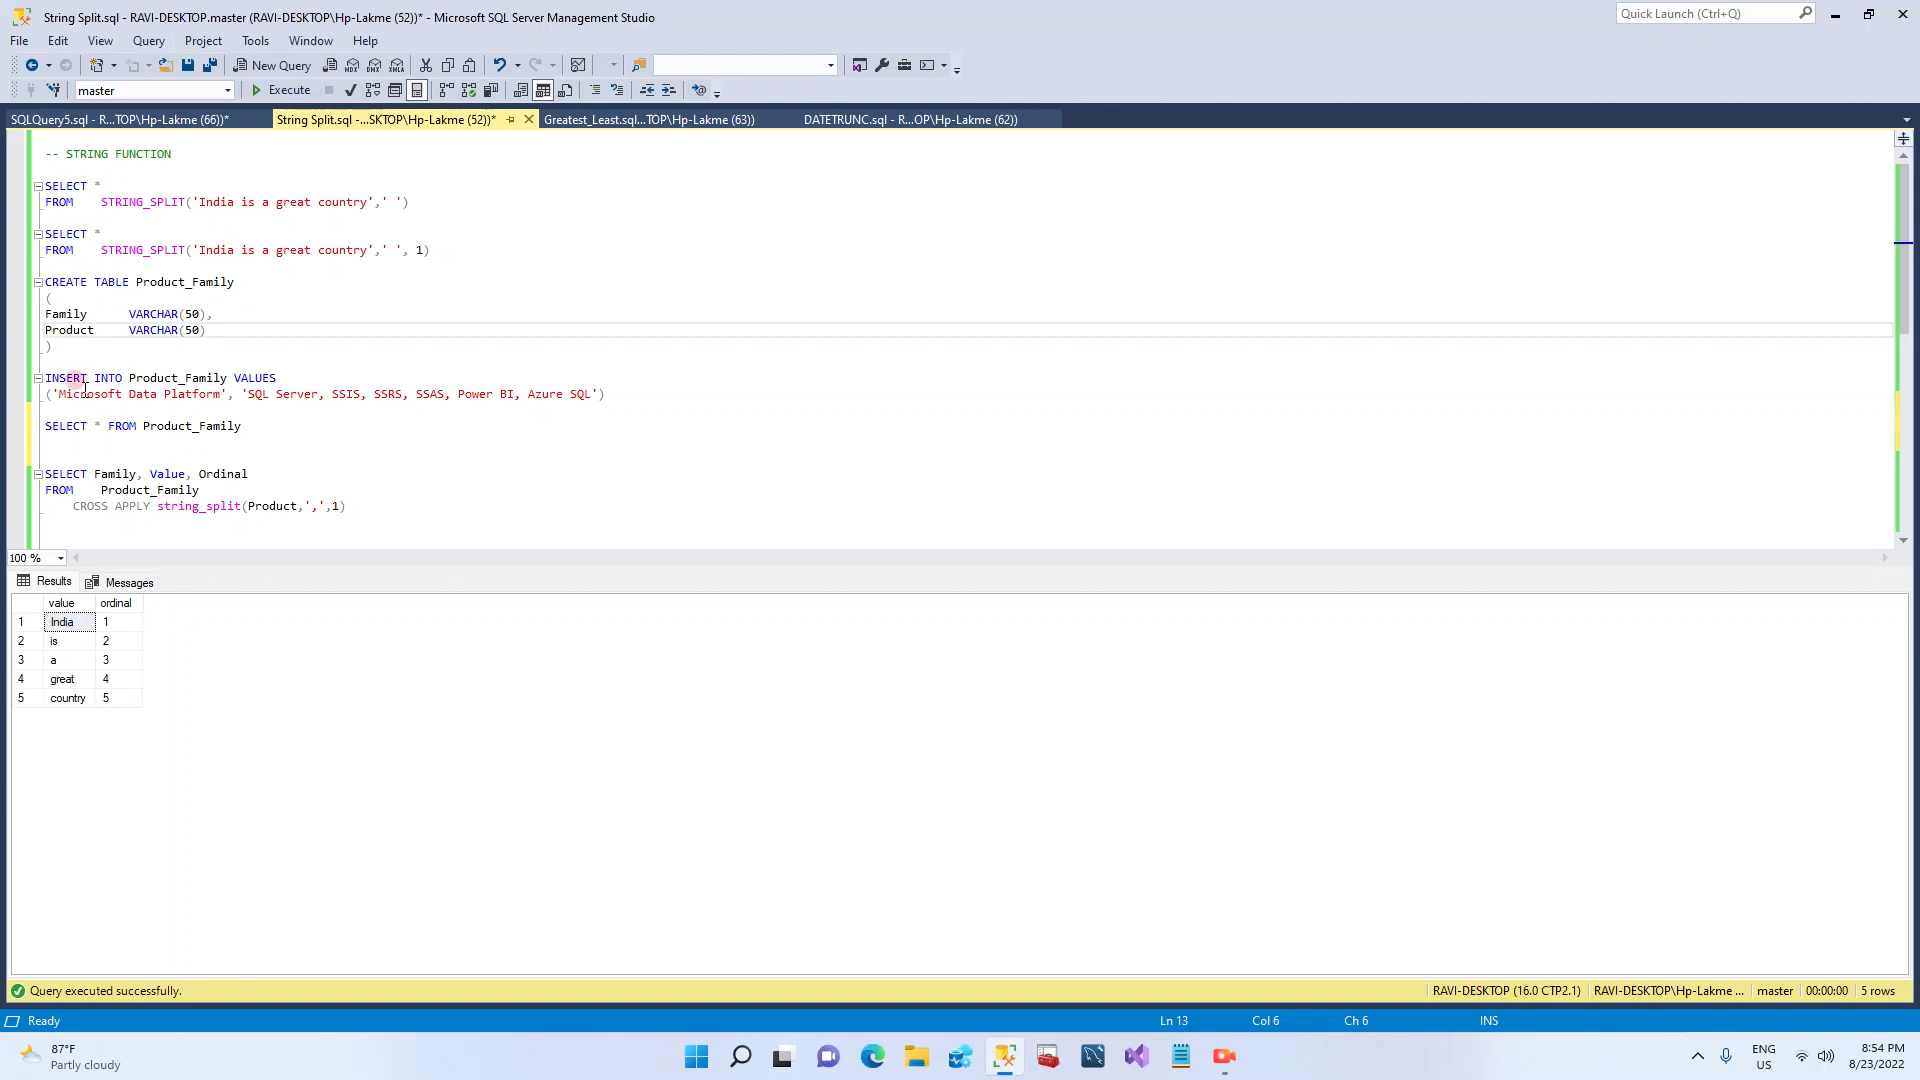 String Split.sql - RAVI-DESKTOP.master (RAVI-DESKTOP\Hp-Lakme (52))* - Microsoft SQL Server Management Studio
Quick Launch (Ctrl+Q)
File Edit View Query Project Tools Window Help
New Query
master
Execute
SQLQuery5.sql - R...TOP\Hp-Lakme (66))*
String Split.sql -...SKTOP\Hp-Lakme (52))*
Greatest_Least.sql...TOP\Hp-Lakme (63))
DATETRUNC.sql - R...OP\Hp-Lakme (62))
-- STRING FUNCTION
SELECT *
FROM STRING_SPLIT('India is a great country',' ')
SELECT *
FROM STRING_SPLIT('India is a great country',' ', 1)
CREATE TABLE Product_Family
(
Family VARCHAR(50),
Product VARCHAR(50)
)
INSERT INTO Product_Family VALUES
('Microsoft Data Platform', 'SQL Server, SSIS, SSRS, SSAS, Power BI, Azure SQL')
SELECT * FROM Product_Family
SELECT Family, Value, Ordinal
FROM Product_Family
CROSS APPLY string_split(Product,',',1)
100 %
Results Messages
value ordinal
1 India 1
2 is 2
3 a 3
4 great 4
5 country 5
Query executed successfully.
RAVI-DESKTOP (16.0 CTP2.1) RAVI-DESKTOP\Hp-Lakme ... master 00:00:00 5 rows
Ready
Ln 13 Col 6 Ch 6 INS
87°F
Partly cloudy
ENG
US
8:54 PM
8/23/2022